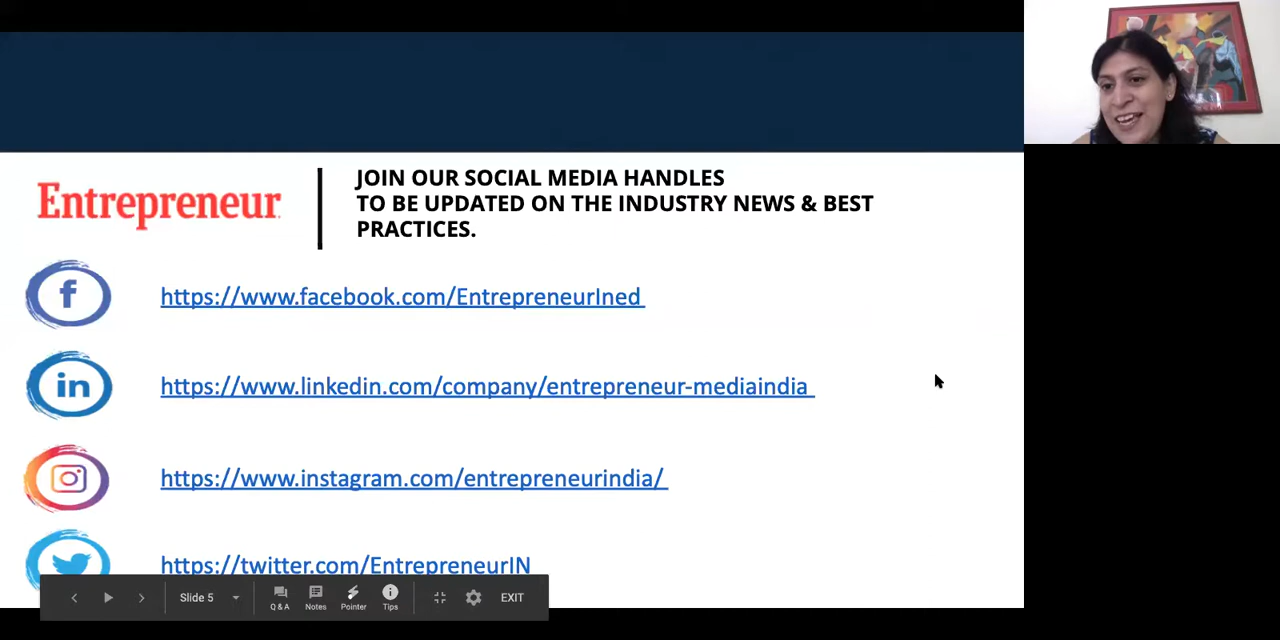 Entrepreneur
JOIN OUR SOCIAL MEDIA HANDLES
TO BE UPDATED ON THE INDUSTRY NEWS & BEST
PRACTICES.
https://www.facebook.com/EntrepreneurIned
https://www.linkedin.com/company/entrepreneur-mediaindia
https://www.instagram.com/entrepreneurindia/
https://twitter.com/EntrepreneurIN
Slide 5
Q & A
Notes
Pointer
Tips
EXIT